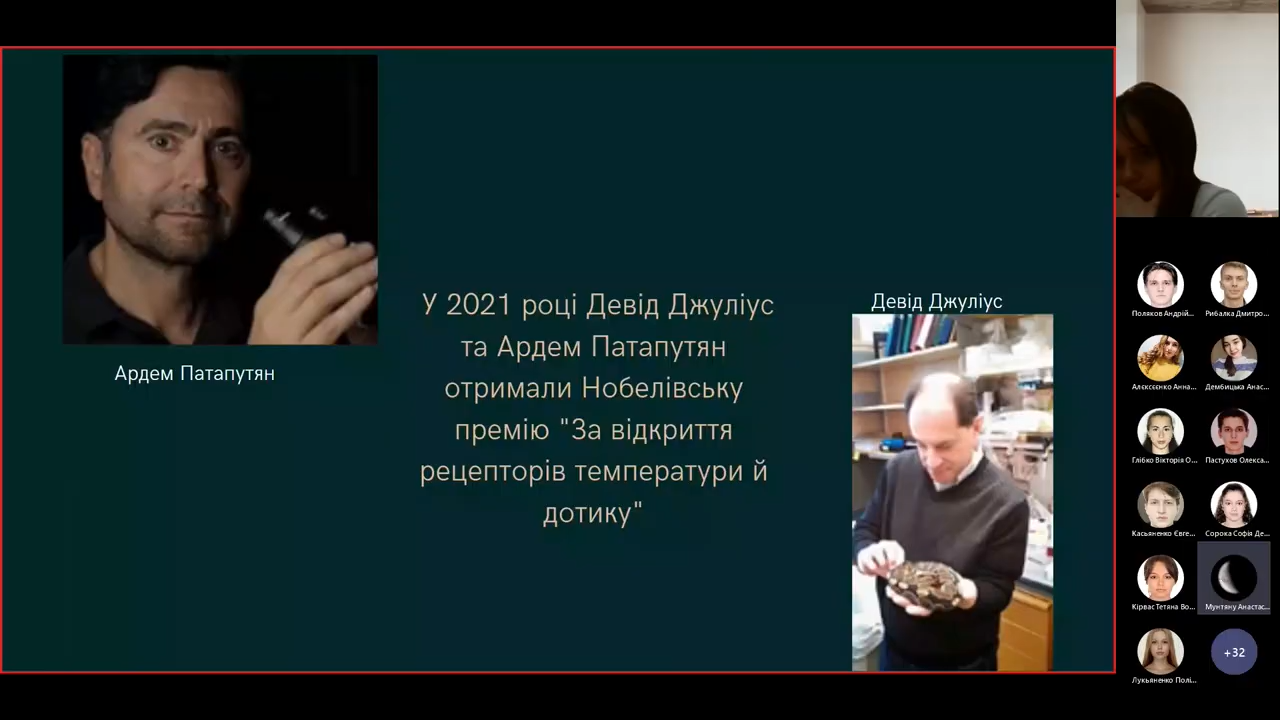 Ардем Патапутян
У 2021 році Девід Джуліус
та Ардем Патапутян
отримали Нобелівську
премію "За відкриття
рецепторів температури й
дотику"
Девід Джуліус
Поляков Андрій...
Рибалка Дмитро...
Алєксєєнко Анна...
Дембицька Анас...
Глібко Вікторія О...
Пастухов Олекса...
Касьяненко Євге...
Сорока Софія Де...
Кірвас Тетяна Во...
Мунтяну Анастас...
Лукьяненко Полі...
+32